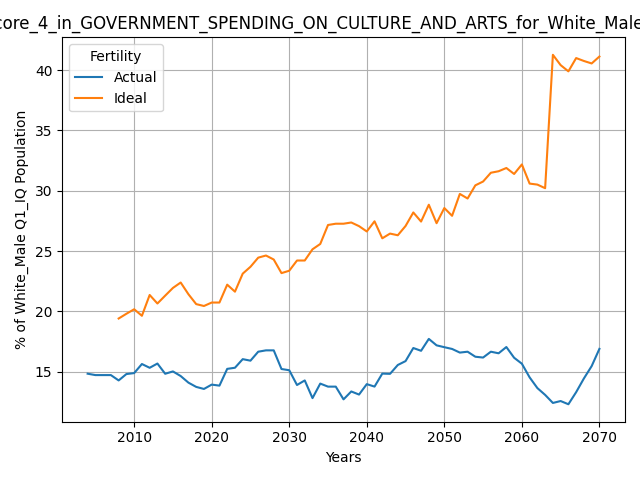 core_4_in_GOVERNMENT_SPENDING_ON_CULTURE_AND_ARTS_for_White_Male
Fertility
Actual
Ideal
% of White_Male Q1_IQ Population
40
35
30
25
20
15
2010 2020 2030 2040 2050 2060 2070
Years